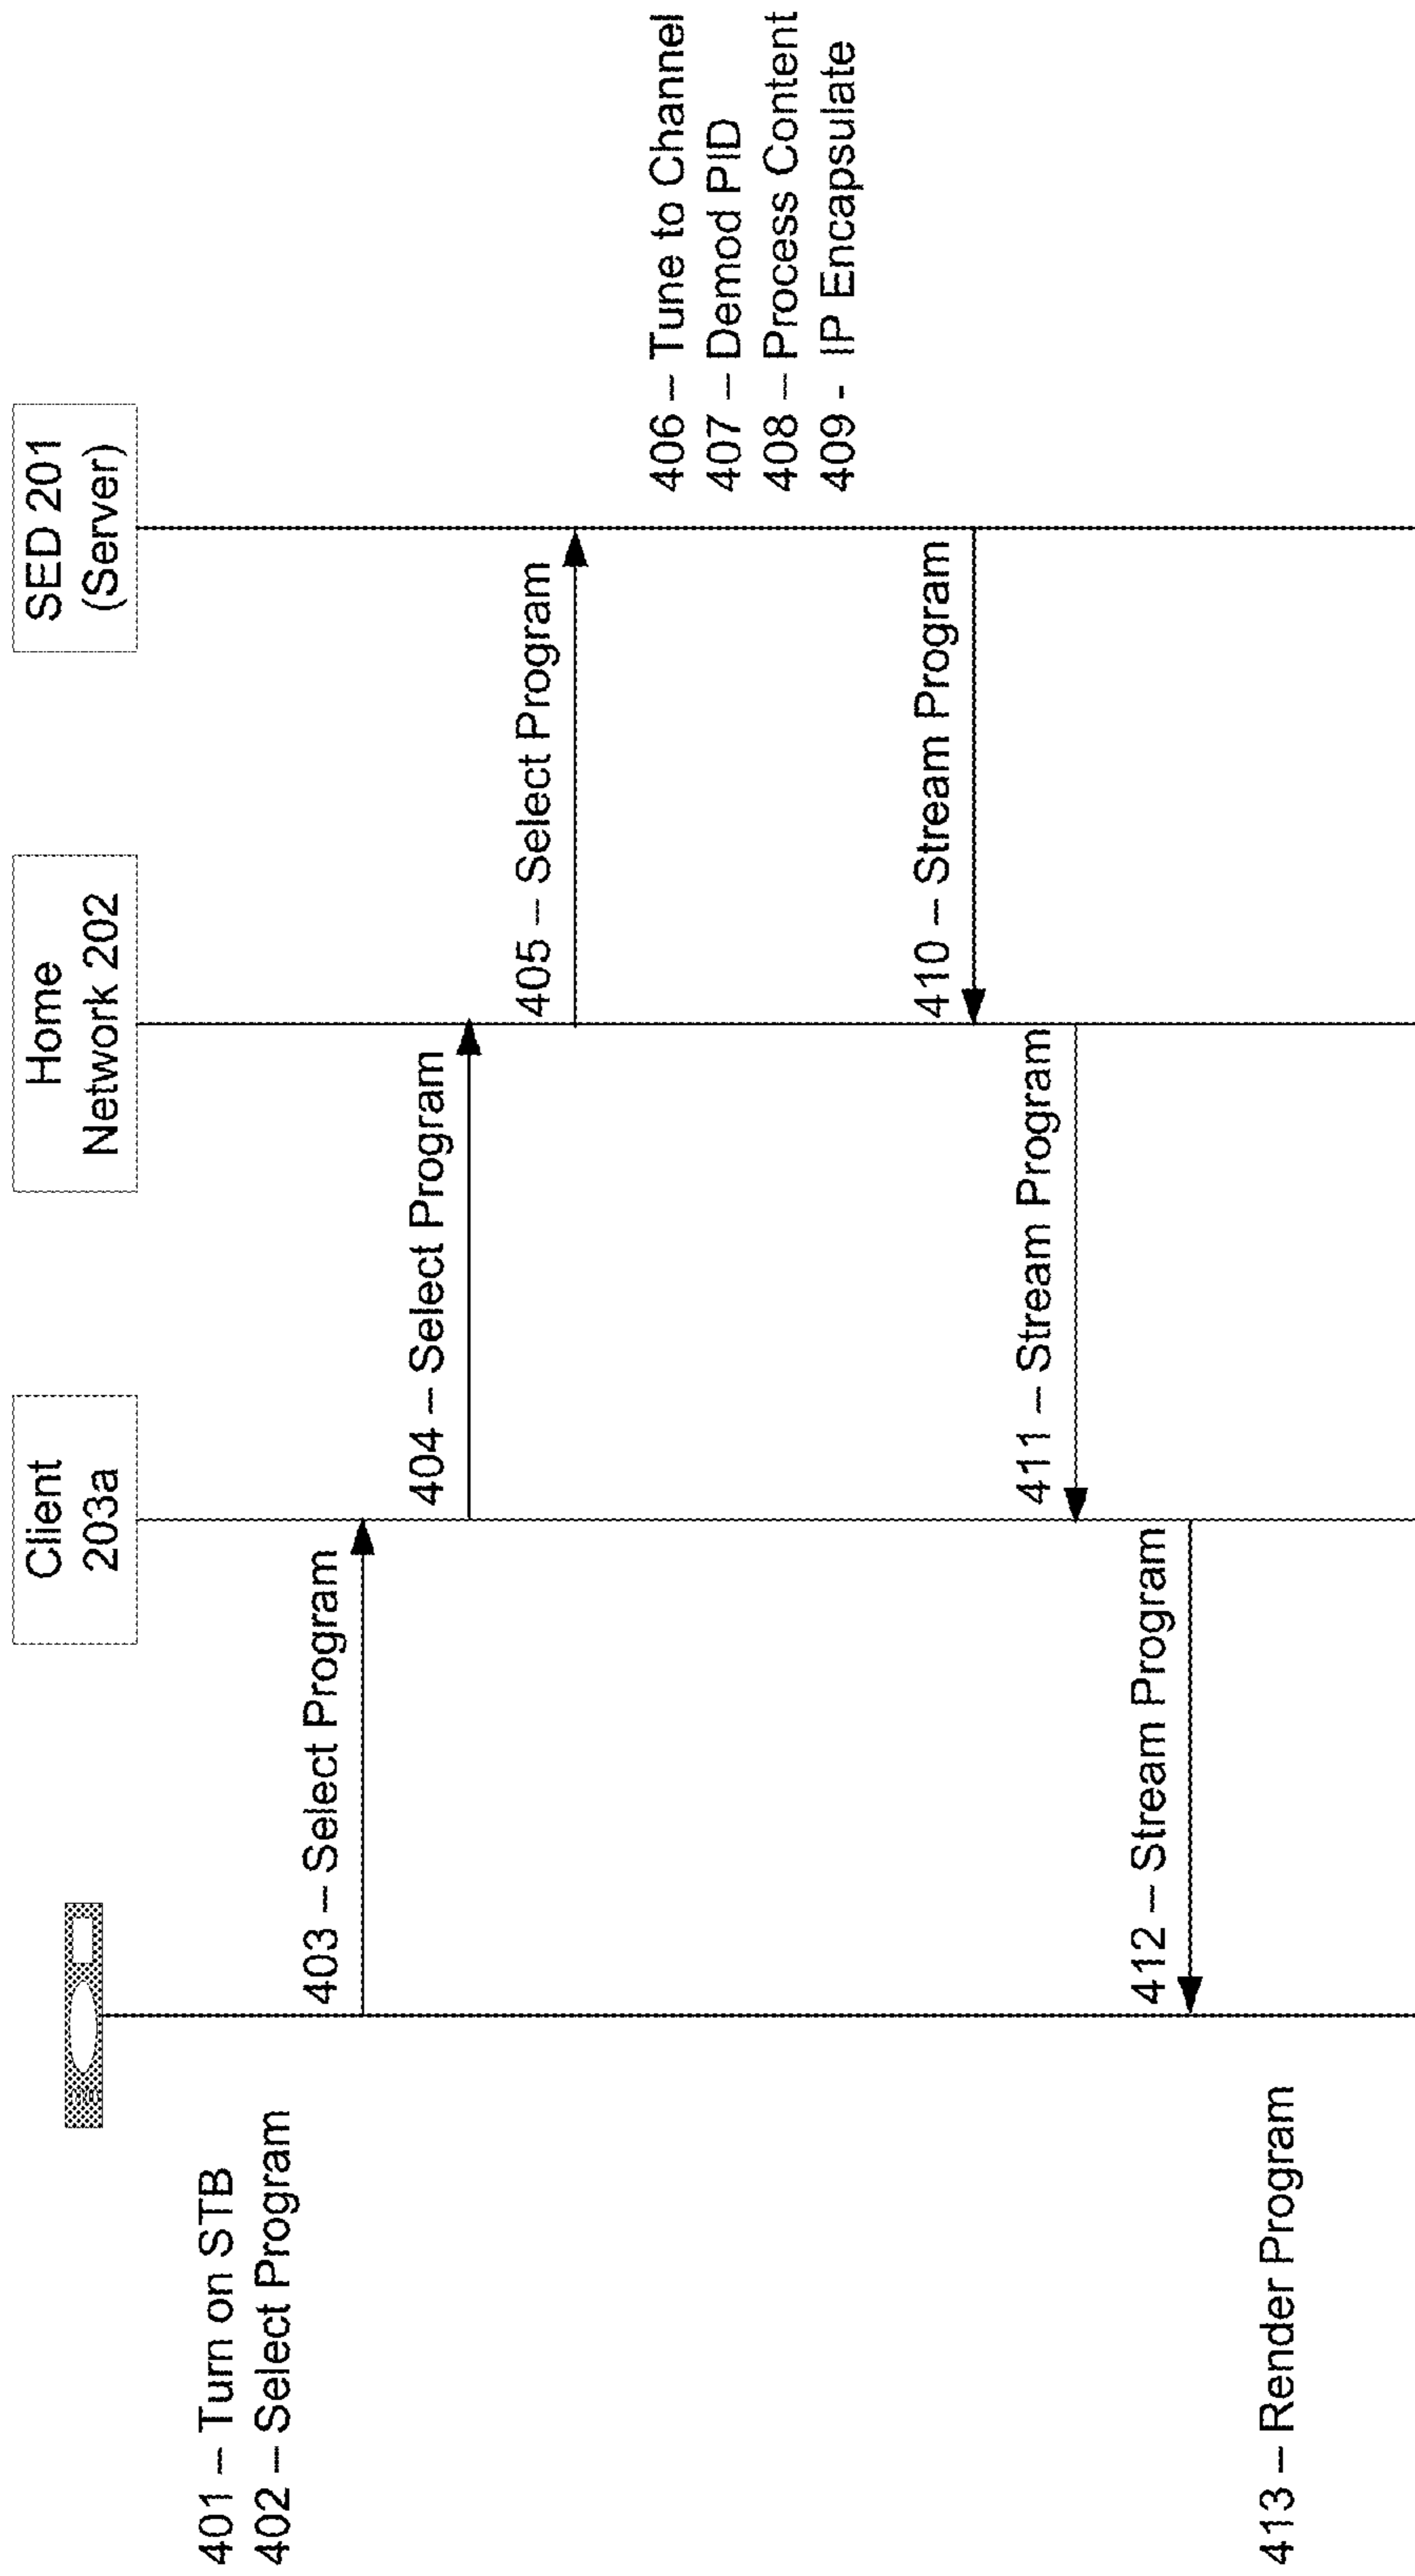 Client
203a
Home
Network 202
SED 201
(Server)
401 – Turn on STB
402 – Select Program
403 – Select Program
404 – Select Program
405 – Select Program
406 – Tune to Channel
407 – Demod PID
408 – Process Content
409 - IP Encapsulate
410 – Stream Program
411 – Stream Program
412 – Stream Program
413 – Render Program